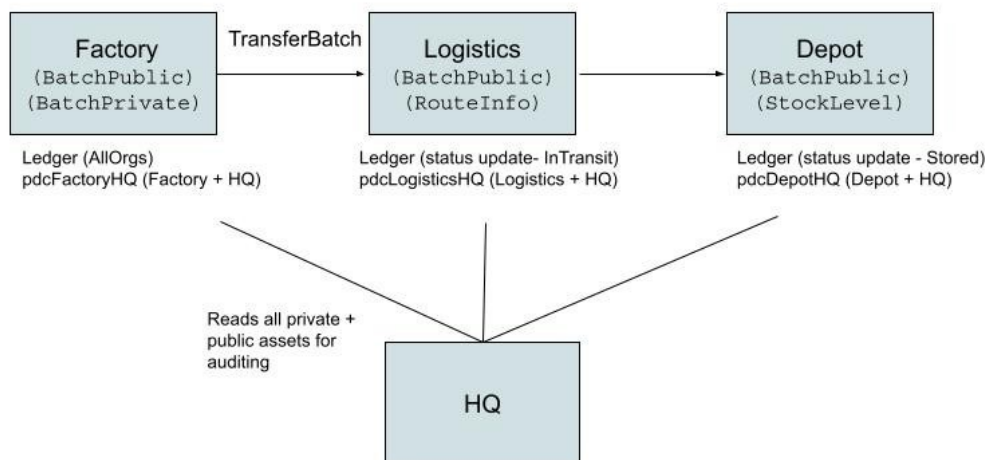 Factory
(BatchPublic)
(BatchPrivate)
TransferBatch
Logistics
(BatchPublic)
(RouteInfo)
Depot
(BatchPublic)
(StockLevel)
Ledger (AllOrgs)
pdcFactoryHQ (Factory + HQ)
Ledger (status update- InTransit)
pdcLogisticsHQ (Logistics + HQ)
Ledger (status update - Stored)
pdcDepotHQ (Depot + HQ)
Reads all private +
public assets for
auditing
HQ